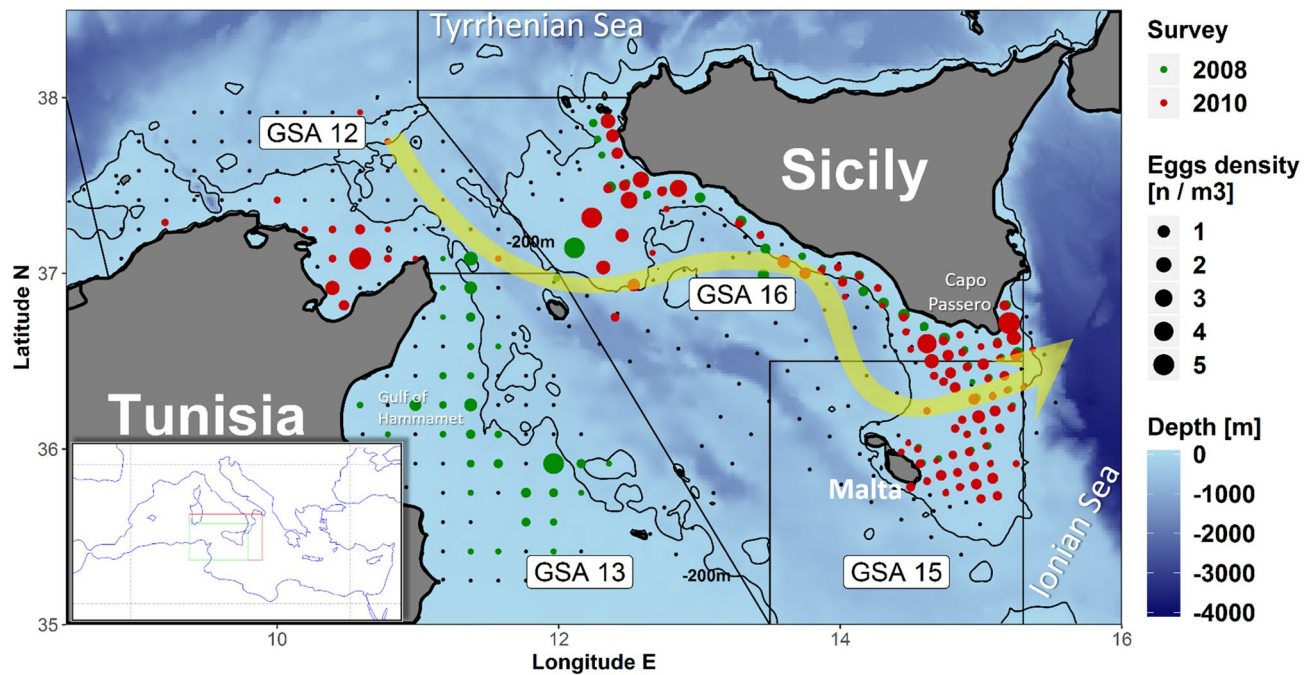 Tyrrhenian Sea
38
GSA 12
Sicily
-200m
37
Latitude N
Capo
Passero
GSA 16
Gulf of
Hammamet
Tunisia
36
Malta
Ionian Sea
GSA 13
-200m
GSA 15
35
10
12
14
16
Longitude E
Survey
2008
2010
Eggs density
[n / m3]
1
2
3
4
5
Depth [m]
0
-1000
-2000
-3000
-4000